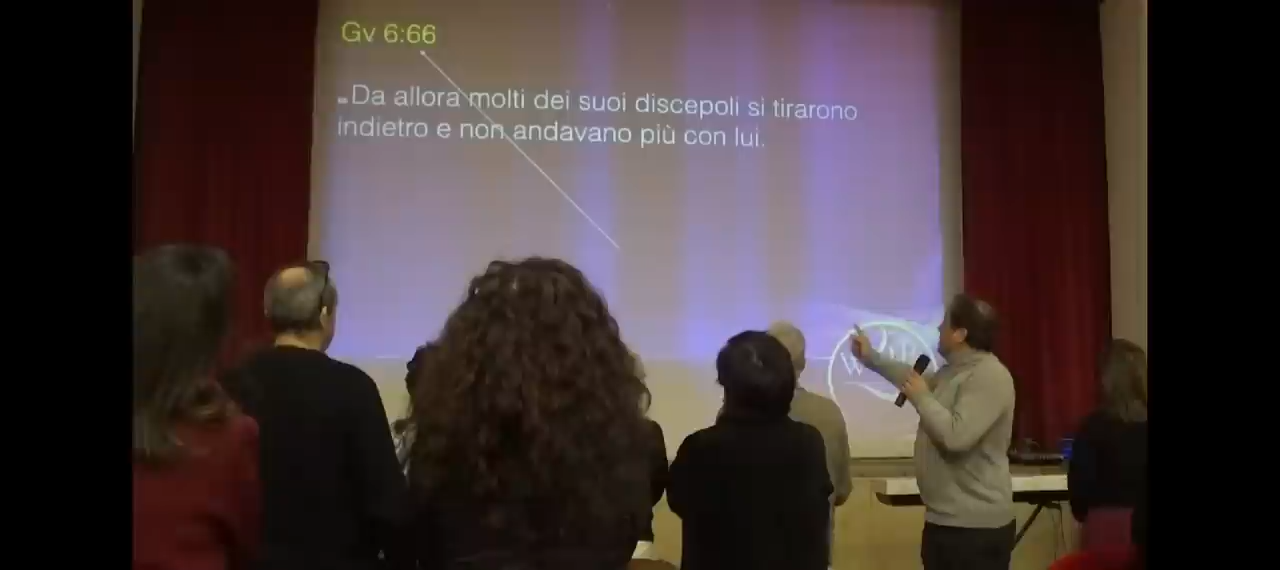 Gv 6:66
Da allora molti dei suoi discepoli si tirarono
indietro e non andavano più con lui.